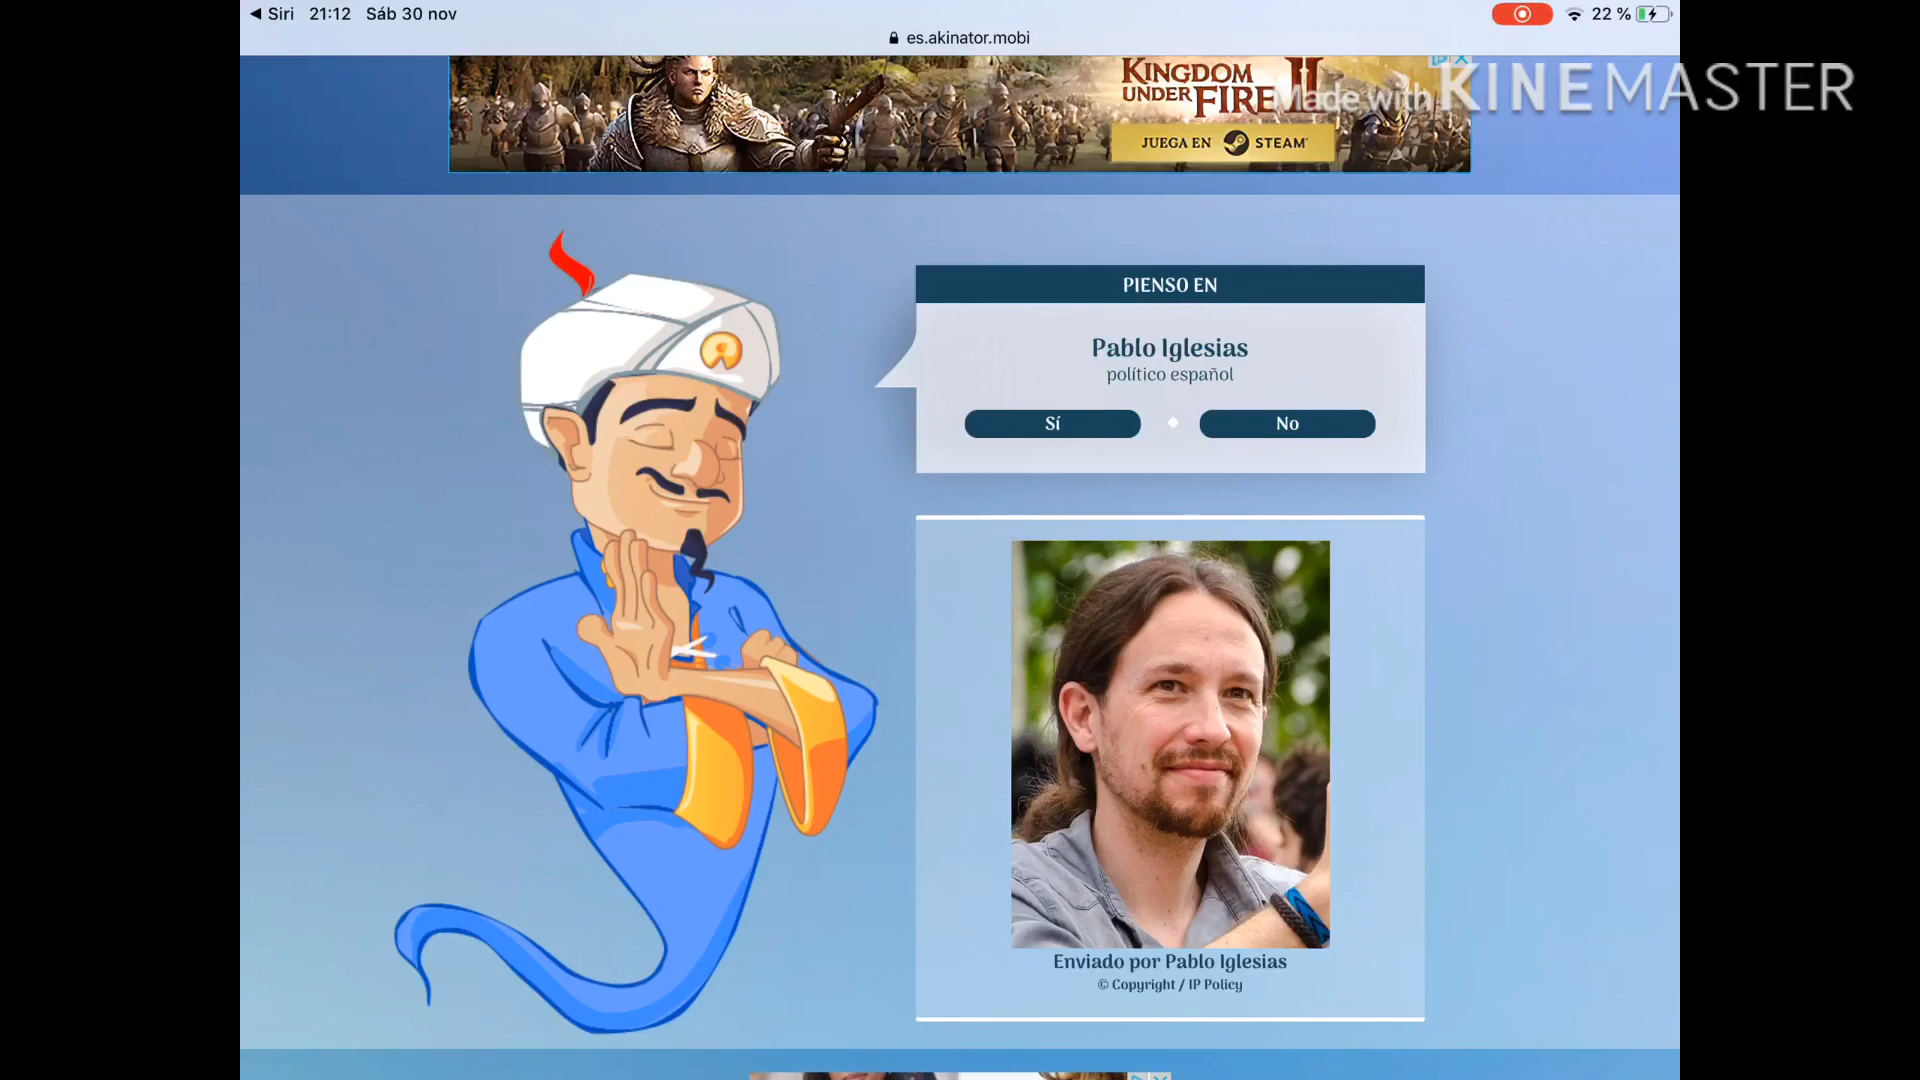 Siri 21:12 Sáb 30 nov
22 %
es.akinator.mobi
KINGDOM
UNDER FIRE II
Made with KINEMASTER
JUEGA EN STEAM
PIENSO EN
Pablo Iglesias
político español
Sí
No
Enviado por Pablo Iglesias
© Copyright / IP Policy